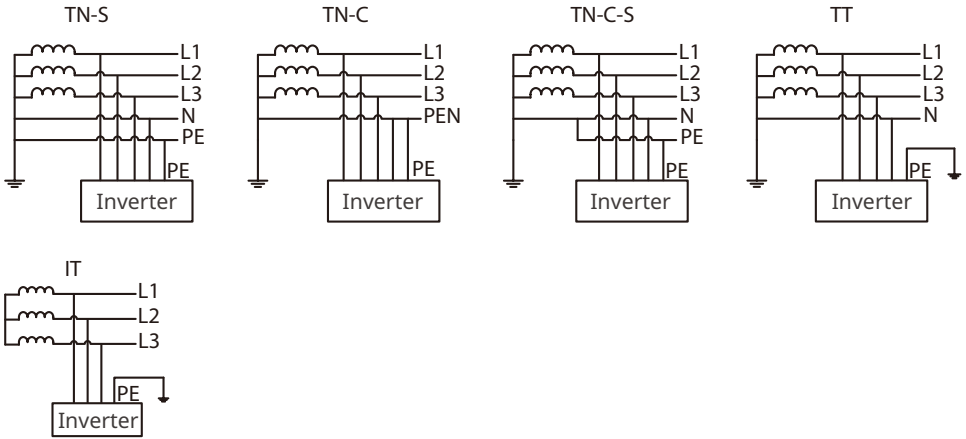 TN-S
L1
L2
L3
N
PE
PE
Inverter
TN-C
L1
L2
L3
PEN
PE
Inverter
TN-C-S
L1
L2
L3
N
PE
PE
Inverter
TT
L1
L2
L3
N
PE
Inverter
IT
L1
L2
L3
PE
Inverter